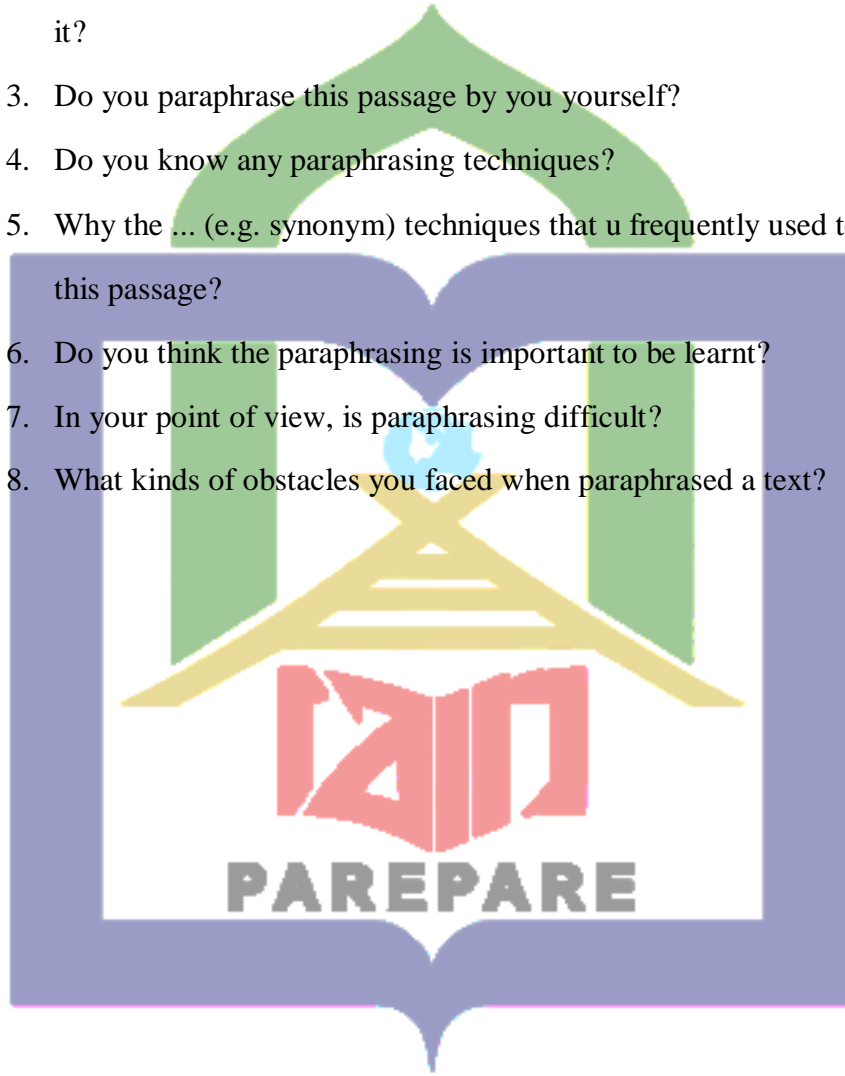 it?
3. Do you paraphrase this passage by you yourself?
4. Do you know any paraphrasing techniques?
5. Why the ... (e.g. synonym) techniques that u frequently used
this passage?
6. Do you think the paraphrasing is important to be learnt?
7. In your point of view, is paraphrasing difficult?
8. What kinds of obstacles you faced when paraphrased a text?
iain
PAREPARE